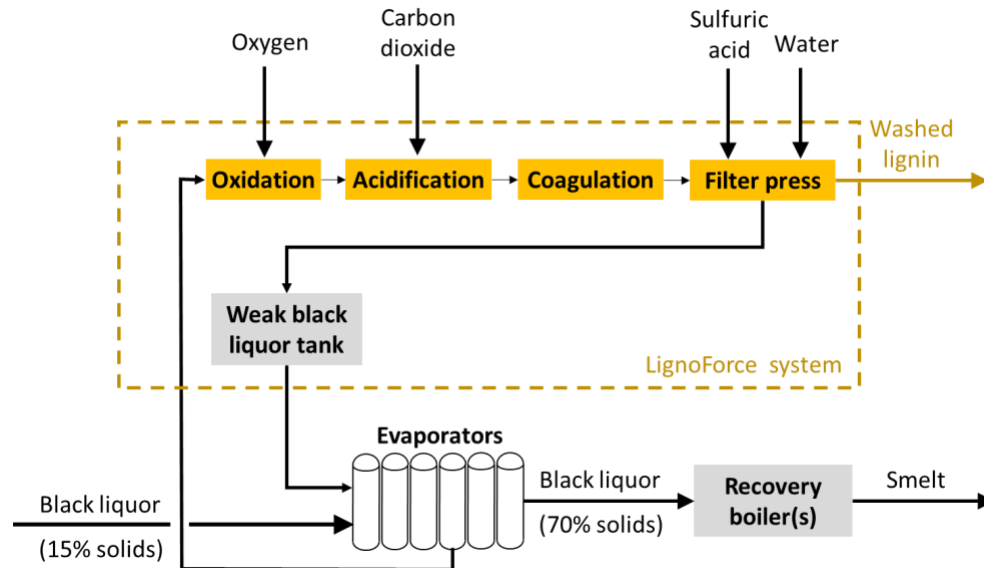 Oxygen
Carbon
dioxide
Sulfuric
acid
Water
Washed
lignin
Oxidation
Acidification
Coagulation
Filter press
Weak black
liquor tank
LignoForce system
Evaporators
Black liquor
(15% solids)
Black liquor
(70% solids)
Recovery
boiler(s)
Smelt